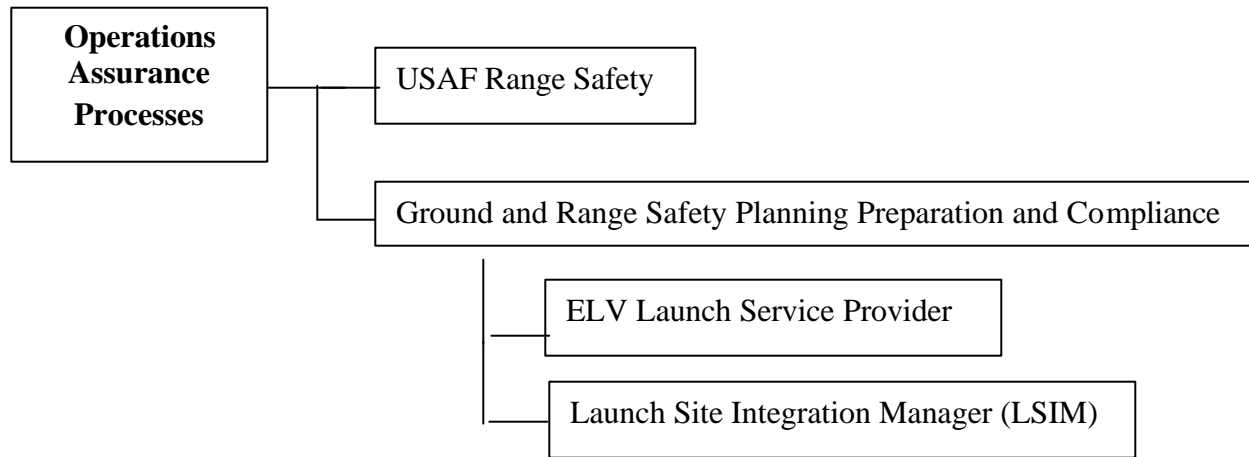 Operations
Assurance
Processes
USAF Range Safety
Ground and Range Safety Planning Preparation and Compliance
ELV Launch Service Provider
Launch Site Integration Manager (LSIM)